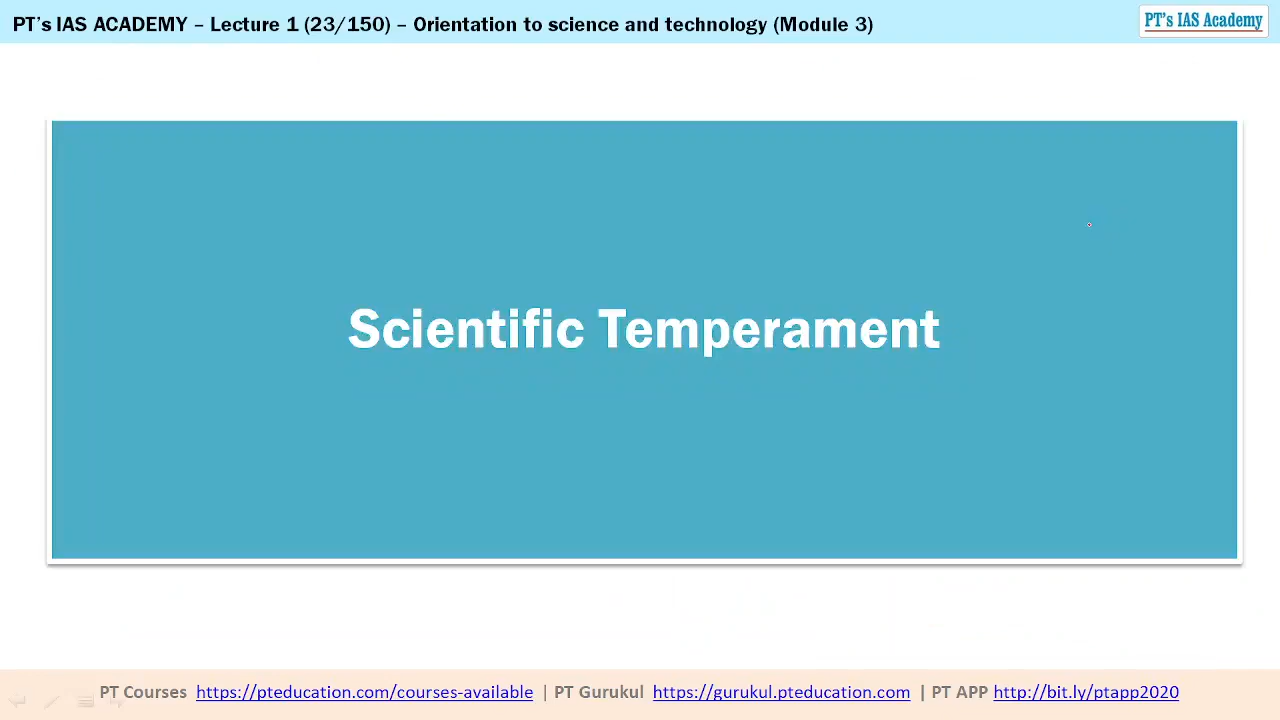 PT's IAS ACADEMY – Lecture 1 (23/150) – Orientation to science and technology (Module 3)
PT's IAS Academy
Scientific Temperament
PT Courses https://pteducation.com/courses-available | PT Gurukul https://gurukul.pteducation.com | PT APP http://bit.ly/ptapp2020